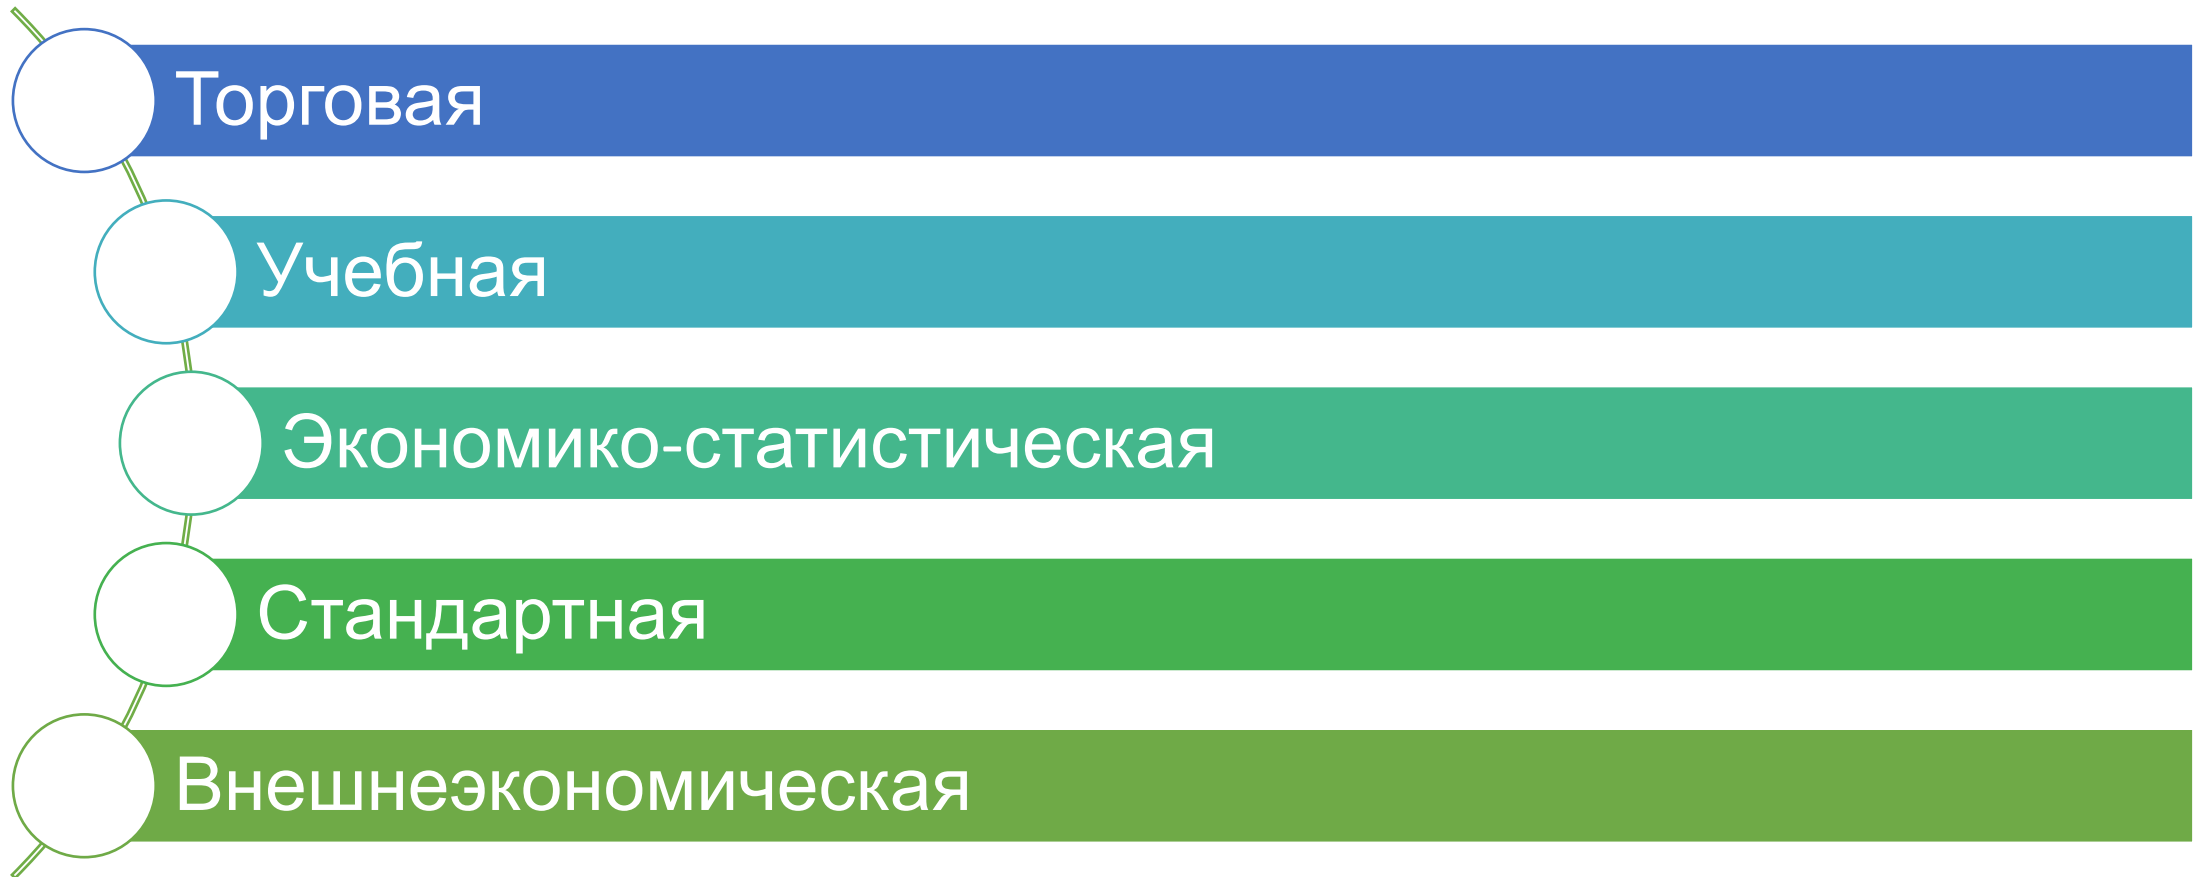 Торговая
Учебная
Экономико-статистическая
Стандартная
Внешнеэкономическая